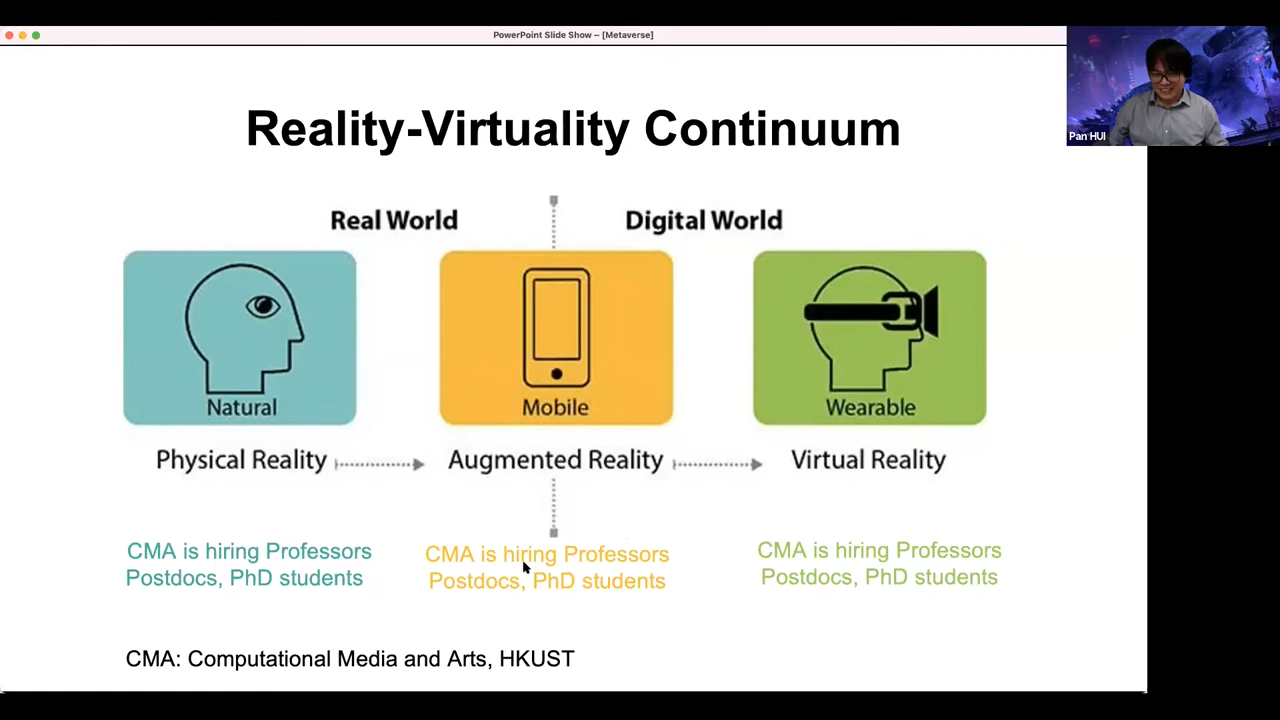 PowerPoint Slide Show – [Metaverse]
Pan HUI
Reality-Virtuality Continuum
Real World
Digital World
Natural
Mobile
Wearable
Physical Reality
Augmented Reality
Virtual Reality
CMA is hiring Professors
Postdocs, PhD students
CMA is hiring Professors
Postdocs, PhD students
CMA is hiring Professors
Postdocs, PhD students
CMA: Computational Media and Arts, HKUST